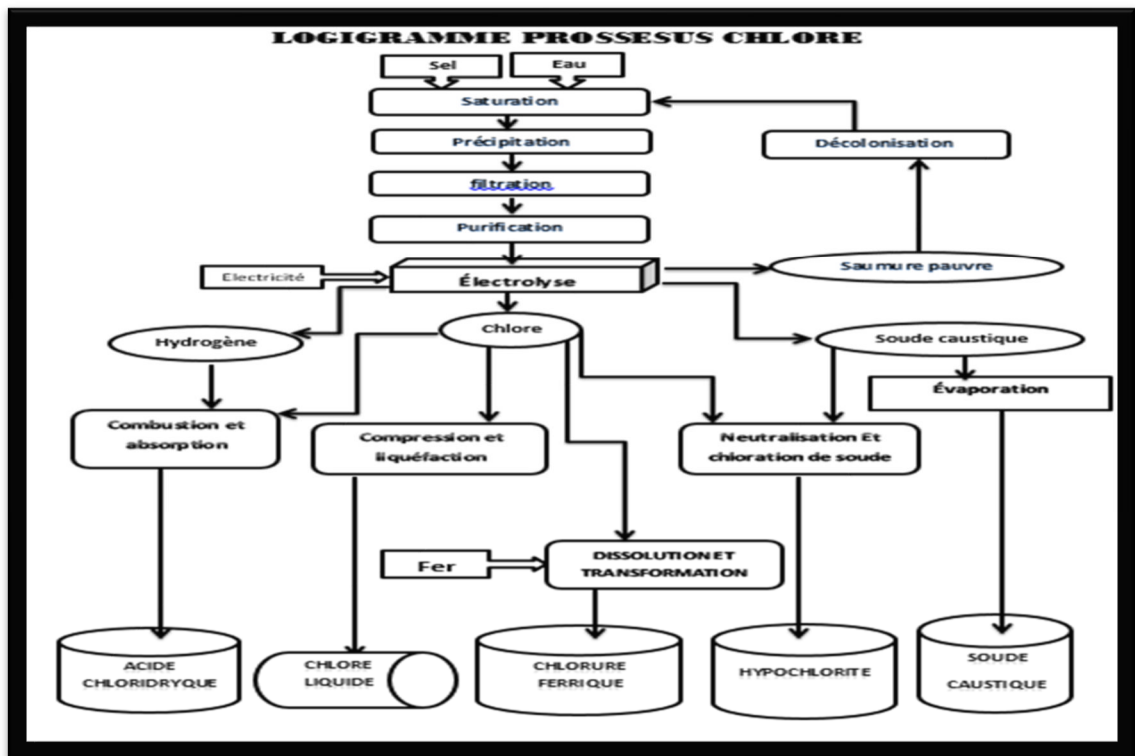 LOGIGRAMME PROSSESUS CHLORE
Sel
Eau
Saturation
Précipitation
Décolonisation
filtration
Purification
Electricité
Électrolyse
Saumure pauvre
Hydrogène
Chlore
Soude caustique
Évaporation
Combustion et
absorption
Compression et
liquéfaction
Neutralisation Et
chloration de soude
Fer
DISSOLUTION ET
TRANSFORMATION
ACIDE
CHLORIDRYQUE
CHLORE
LIQUIDE
CHLORURE
FERRIQUE
HYPOCHLORITE
SOUDE
CAUSTIQUE